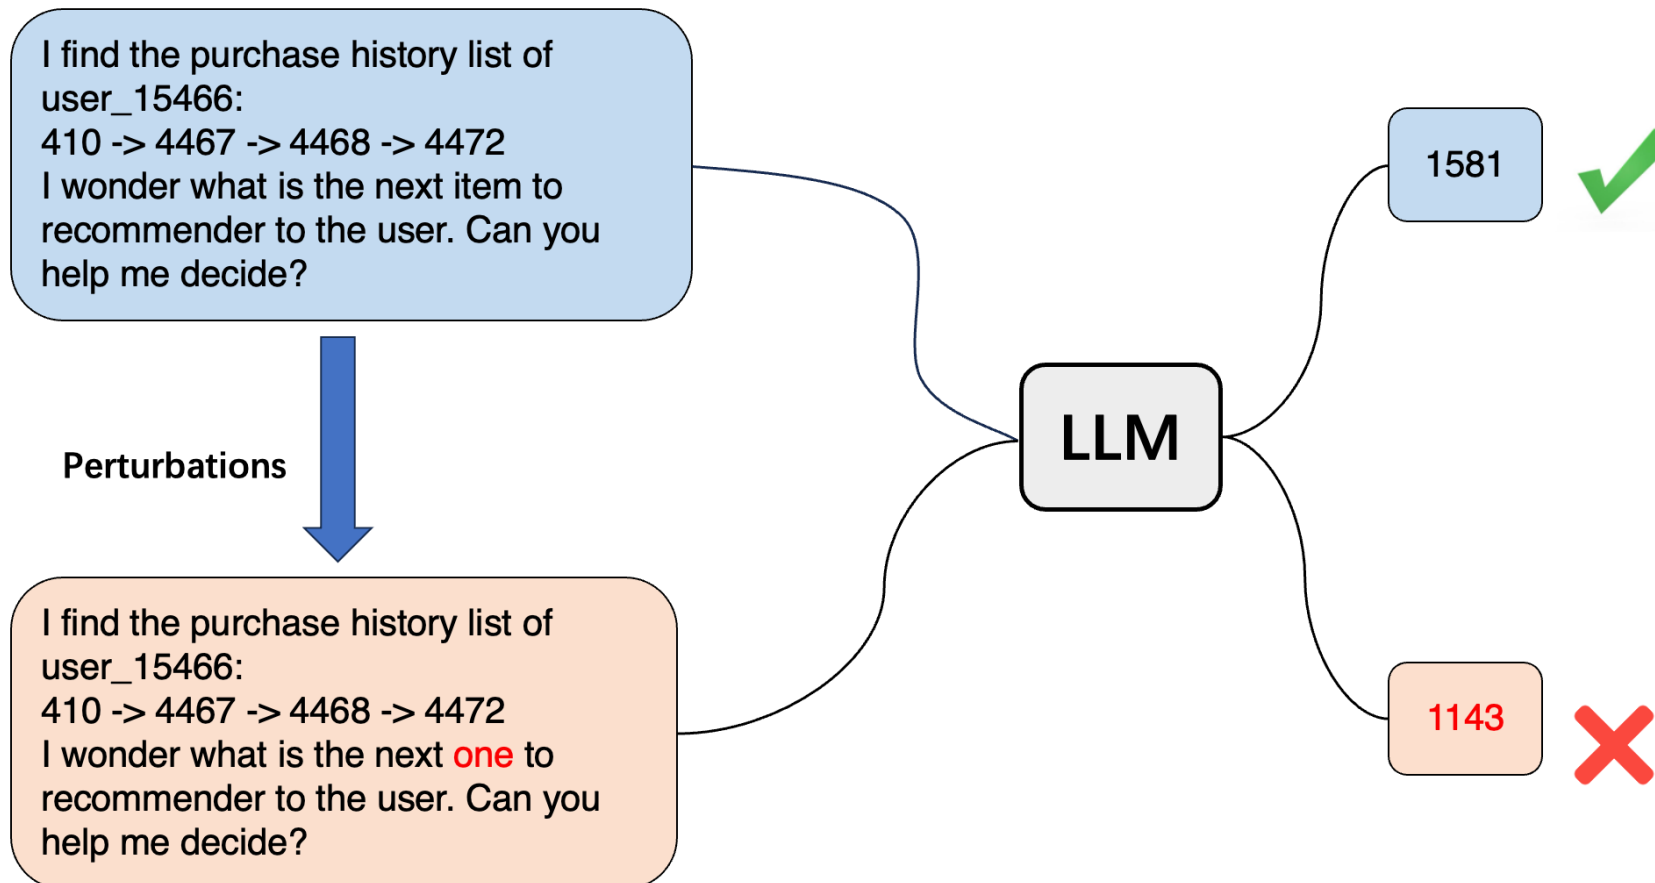 I find the purchase history list of
user_15466:
410 -> 4467 -> 4468 -> 4472
I wonder what is the next item to
recommender to the user. Can you
help me decide?
Perturbations
I find the purchase history list of
user_15466:
410 -> 4467 -> 4468 -> 4472
I wonder what is the next one to
recommender to the user. Can you
help me decide?
LLM
1581
1143